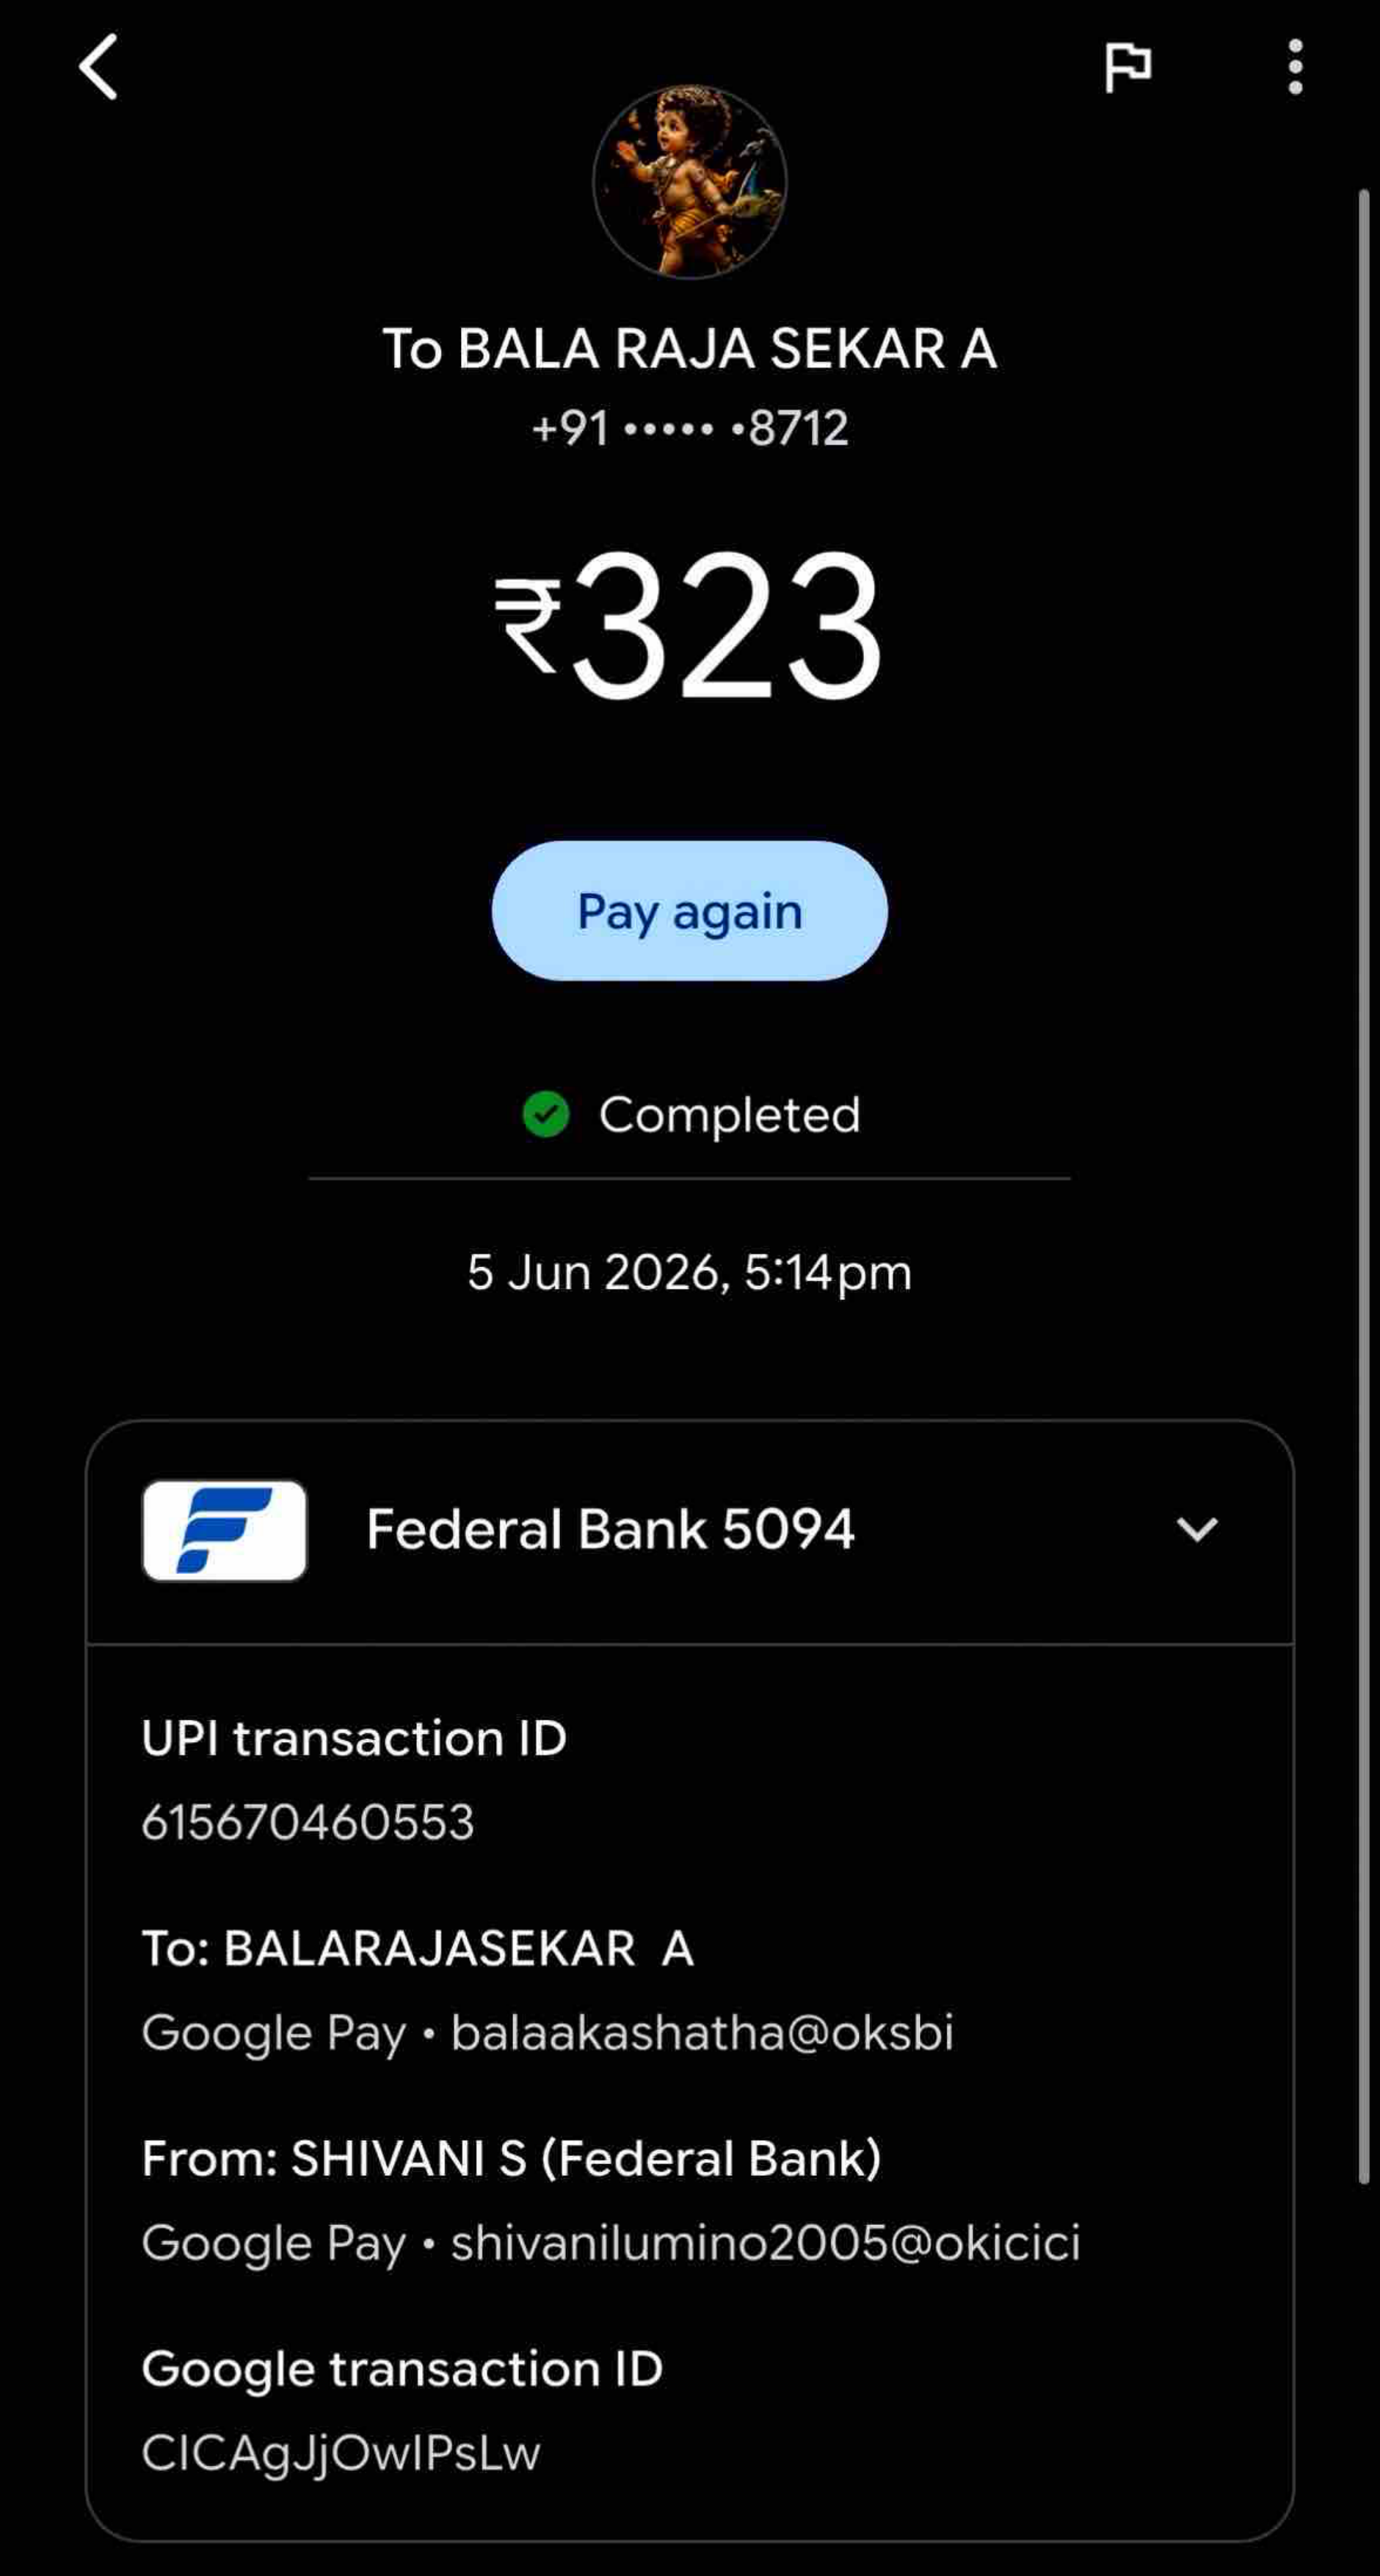 To BALA RAJA SEKAR A
+91 ••••• •8712
₹323
Pay again
Completed
5 Jun 2026, 5:14pm
Federal Bank 5094
UPI transaction ID
615670460553
To: BALARAJASEKAR  A
Google Pay • balaakashatha@oksbi
From: SHIVANI S (Federal Bank)
Google Pay • shivanilumino2005@okicici
Google transaction ID
CICAgJjOwIPsLw